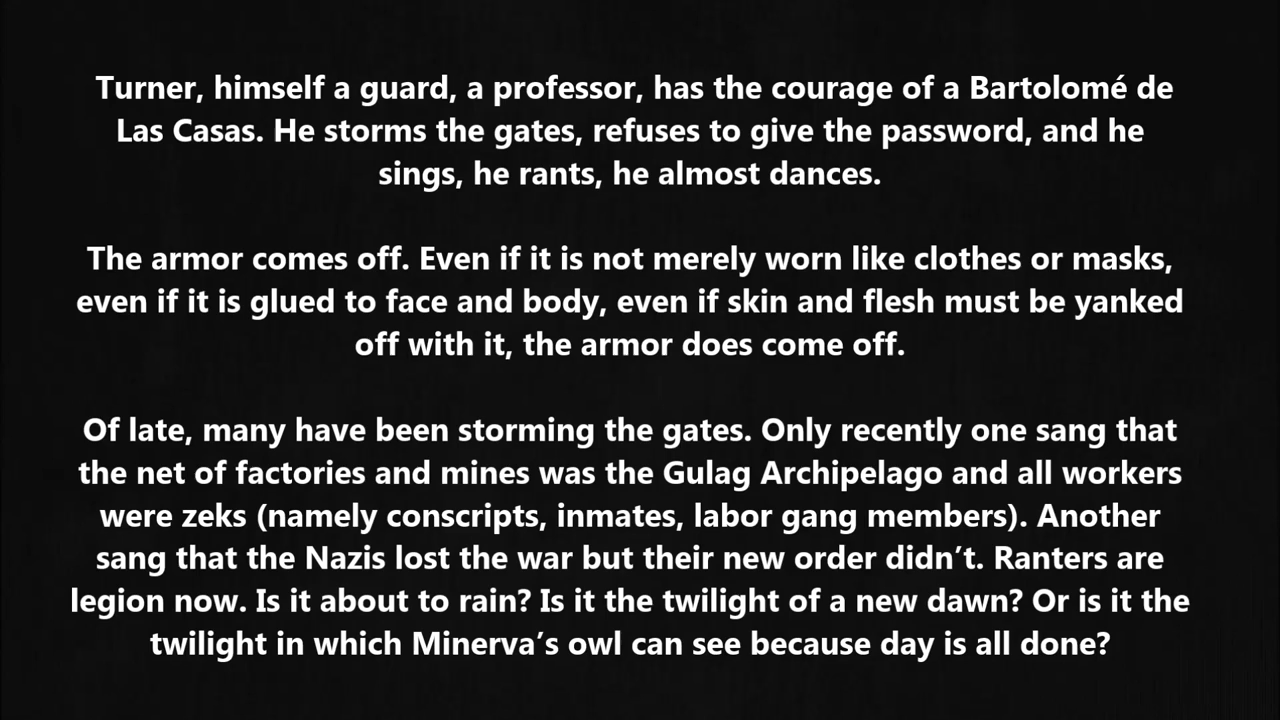 Turner, himself a guard, a professor, has the courage of a Bartolomé de
Las Casas. He storms the gates, refuses to give the password, and he
sings, he rants, he almost dances.
The armor comes off. Even if it is not merely worn like clothes or masks,
even if it is glued to face and body, even if skin and flesh must be yanked
off with it, the armor does come off.
Of late, many have been storming the gates. Only recently one sang that
the net of factories and mines was the Gulag Archipelago and all workers
were zeks (namely conscripts, inmates, labor gang members). Another
sang that the Nazis lost the war but their new order didn’t. Ranters are
legion now. Is it about to rain? Is it the twilight of a new dawn? Or is it the
twilight in which Minerva’s owl can see because day is all done?